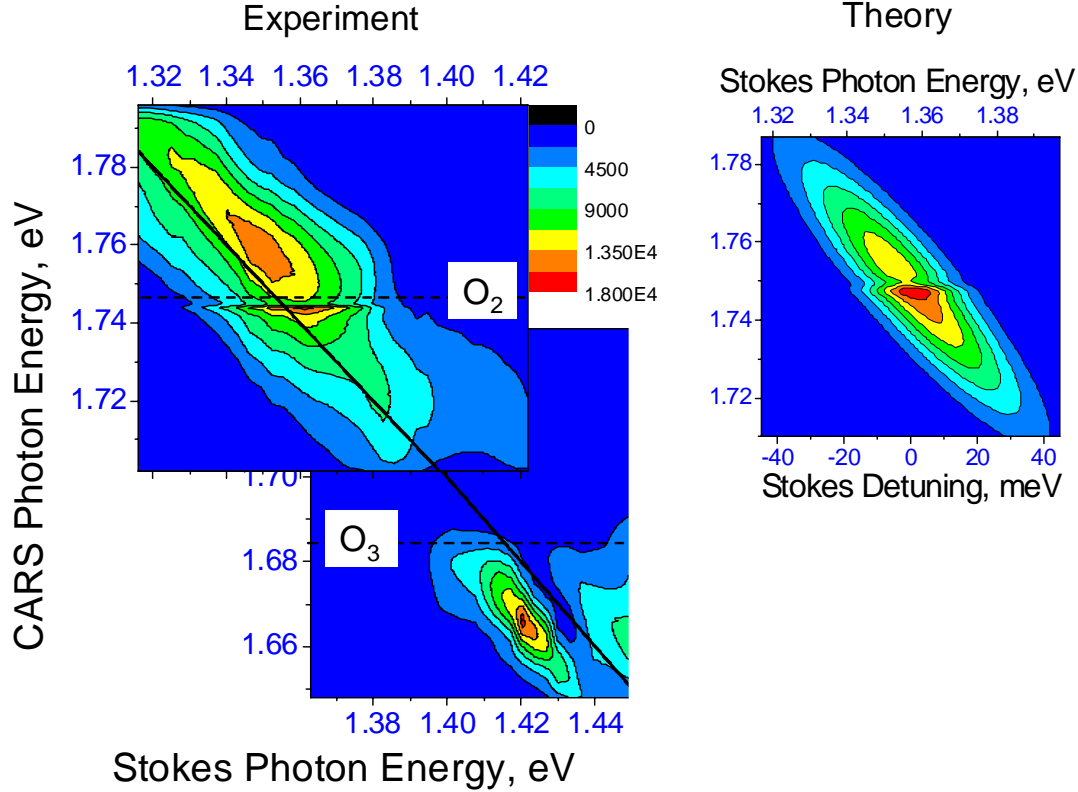 Experiment
Theory
1.32 1.34 1.36 1.38 1.40 1.42
Stokes Photon Energy, eV
1.32 1.34 1.36 1.38
CARS Photon Energy, eV
1.78
1.76
1.74
1.72
0
4500
9000
1.350E4
1.800E4
O2
1.78
1.76
1.74
1.72
-40 -20 0 20 40
Stokes Detuning, meV
1.70
1.68
1.66
O3
1.38 1.40 1.42 1.44
Stokes Photon Energy, eV